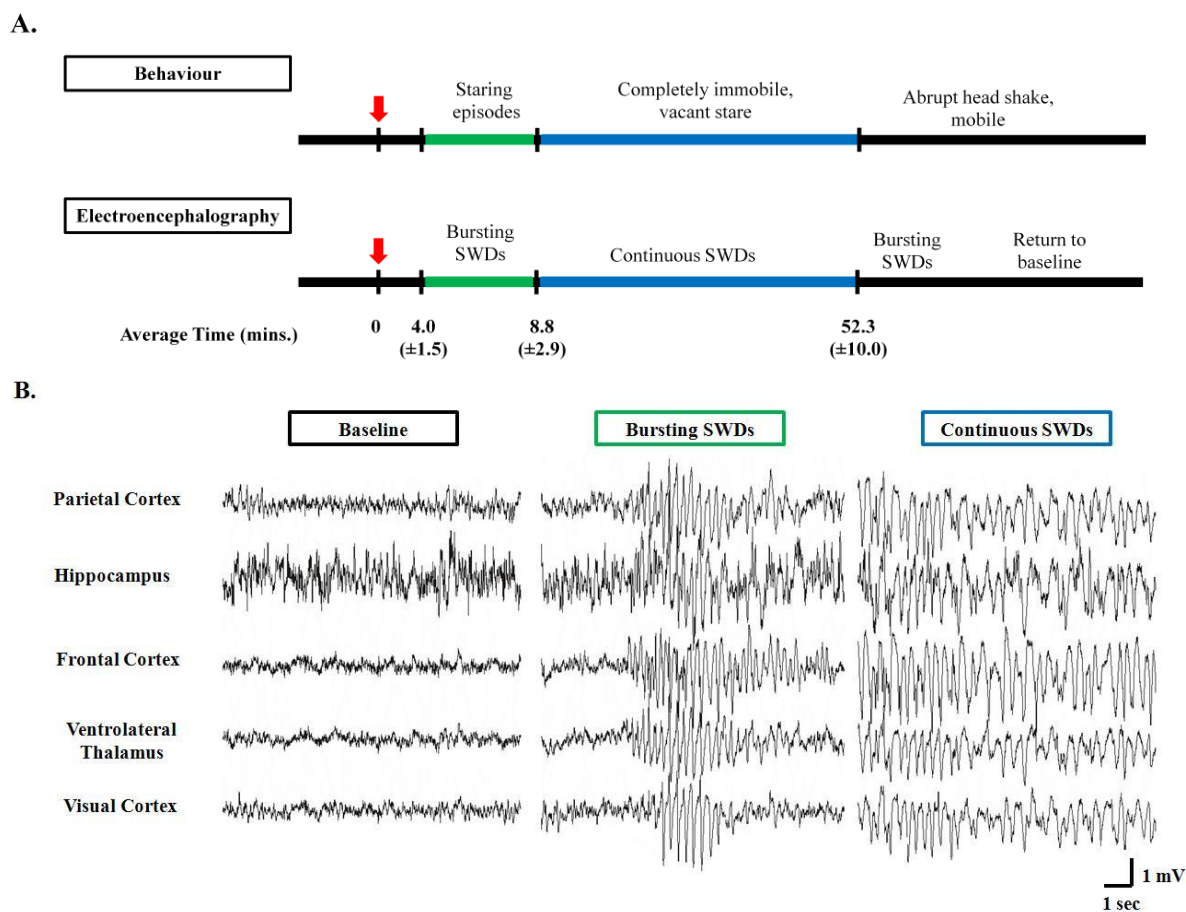 A.
Behaviour
Staring
episodes
Completely immobile,
vacant stare
Abrupt head shake,
mobile
Electroencephalography
Bursting
SWDs
Continuous SWDs
Bursting
SWDs
Return to
baseline
Average Time (mins.)
0
4.0
(±1.5)
8.8
(±2.9)
52.3
(±10.0)
B.
Baseline
Bursting SWDs
Continuous SWDs
Parietal Cortex
Hippocampus
Frontal Cortex
Ventrolateral
Thalamus
Visual Cortex
1 mV
1 sec